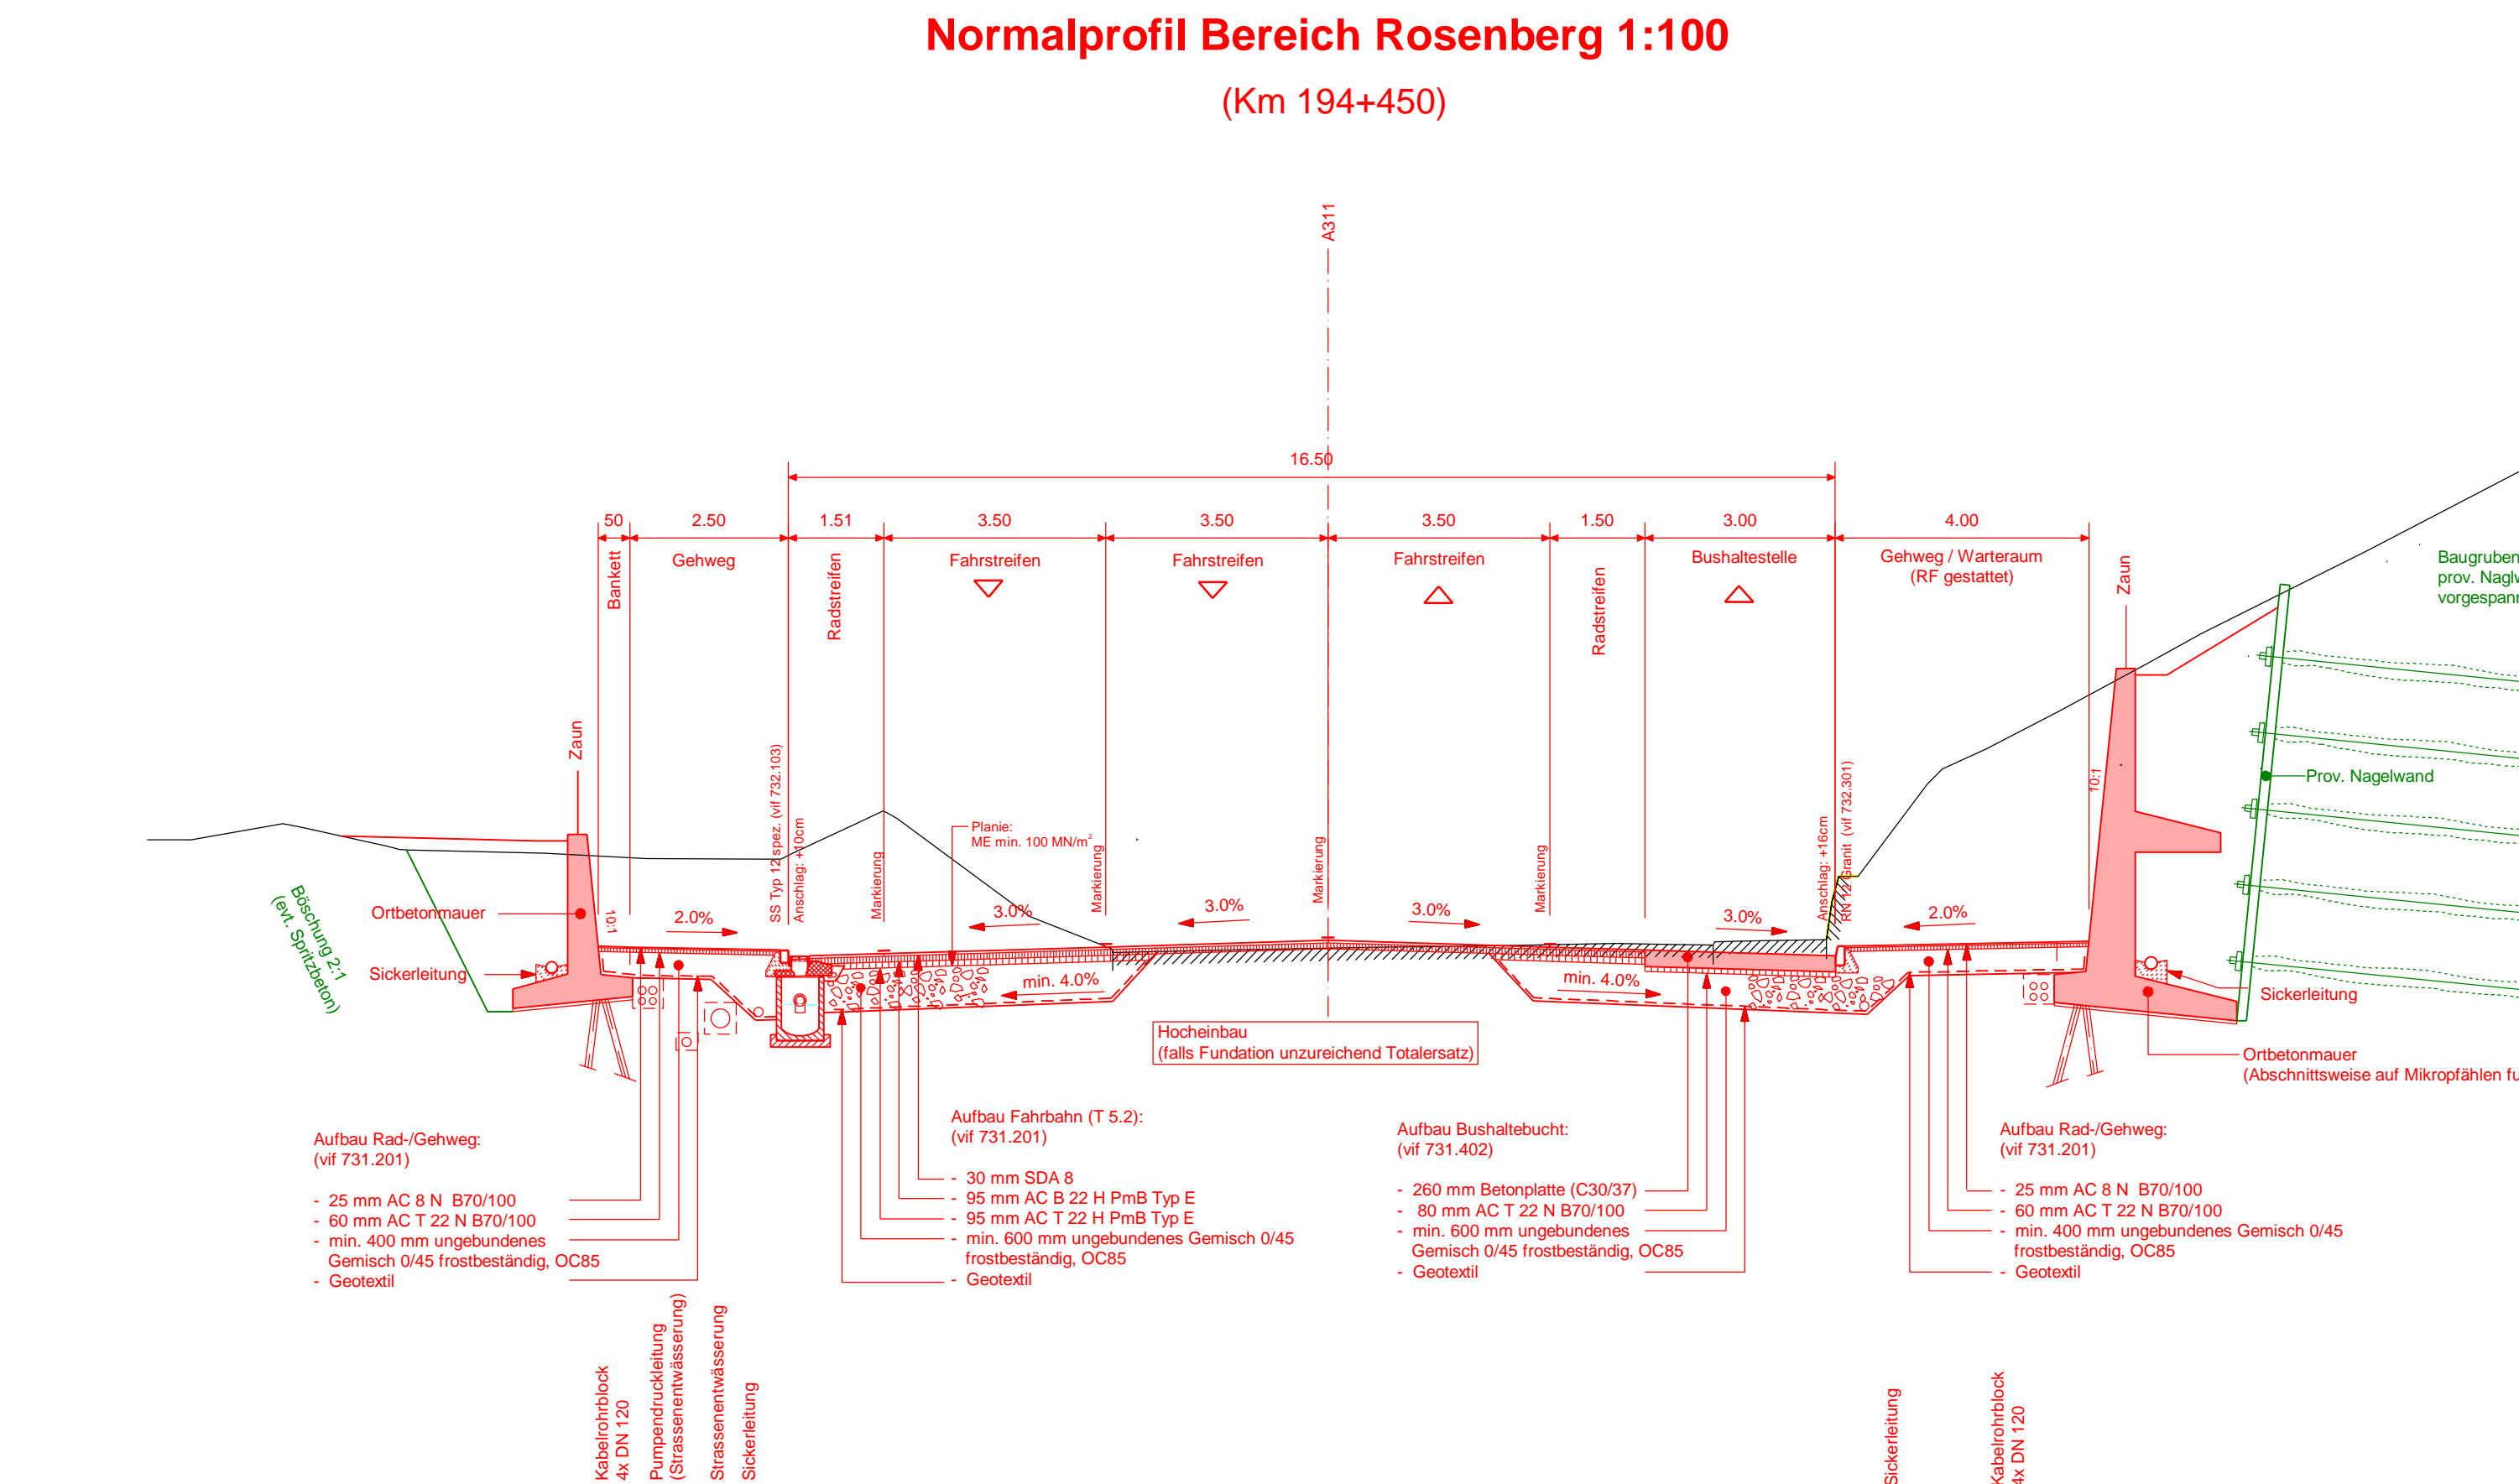 Normalprofil Bereich Rosenberg 1:100
(Km 194+450)
A311
16.50
50
2.50
1.51
3.50
3.50
3.50
1.50
3.00
4.00
Bankett
Gehweg
Radstreifen
Fahrstreifen
Fahrstreifen
Fahrstreifen
Radstreifen
Bushaltestelle
Gehweg / Warteraum
(RF gestattet)
Zaun
Zaun
Baugruben
prov.
vorgespan
Prov. Nagelwand
SS Typ 12 spez. (vif 732.103)
Anschlag: +10cm
Markierung
Planie:
ME min. 100 MN/m²
Markierung
Markierung
Markierung
Anschlag: +16cm
RN 12 Granit (vif 732.301)
10:1
10:1
Böschung 2:1
(evt. Spritzbeton)
Ortbetonmauer
Sickerleitung
2.0%
3.0%
3.0%
3.0%
3.0%
2.0%
min. 4.0%
min. 4.0%
Hocheinbau
(falls Fundation unzureichend Totalersatz)
Sickerleitung
Ortbetonmauer
(Abschnittsweise auf Mikropfählen fu
Aufbau Rad-/Gehweg:
(vif 731.201)
- 25 mm AC 8 N B70/100
- 60 mm AC T 22 N B70/100
- min. 400 mm ungebundenes
Gemisch 0/45 frostbeständig, OC85
- Geotextil
Aufbau Fahrbahn (T 5.2):
(vif 731.201)
- 30 mm SDA 8
- 95 mm AC B 22 H PmB Typ E
- 95 mm AC T 22 H PmB Typ E
- min. 600 mm ungebundenes Gemisch 0/45
frostbeständig, OC85
- Geotextil
Aufbau Bushaltebucht:
(vif 731.402)
- 260 mm Betonplatte (C30/37)
- 80 mm AC T 22 N B70/100
- min. 600 mm ungebundenes
Gemisch 0/45 frostbeständig, OC85
- Geotextil
Aufbau Rad-/Gehweg:
(vif 731.201)
- 25 mm AC 8 N B70/100
- 60 mm AC T 22 N B70/100
- min. 400 mm ungebundenes Gemisch 0/45
frostbeständig, OC85
- Geotextil
Kabelrohrblock
4x DN 120
Pumpendruckleitung
(Strassenentwässerung)
Strassenentwässerung
Sickerleitung
Sickerleitung
Kabelrohrblock
4x DN 120